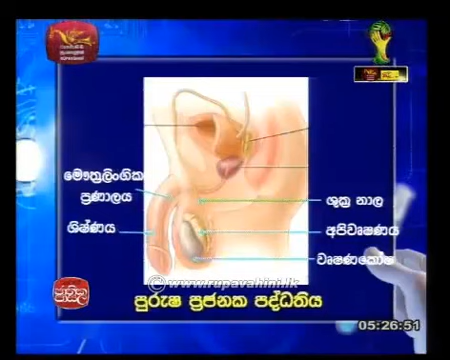 මෞත්‍රලිංගික
ප්‍රණාලය
ශිෂ්ණය
ශුක්‍ර නාල
අපිවෘෂණය
වෘෂණකෝෂ
© www.rupavahini.lk
පුරුෂ ප්‍රජනක පද්ධතිය
05:26:51